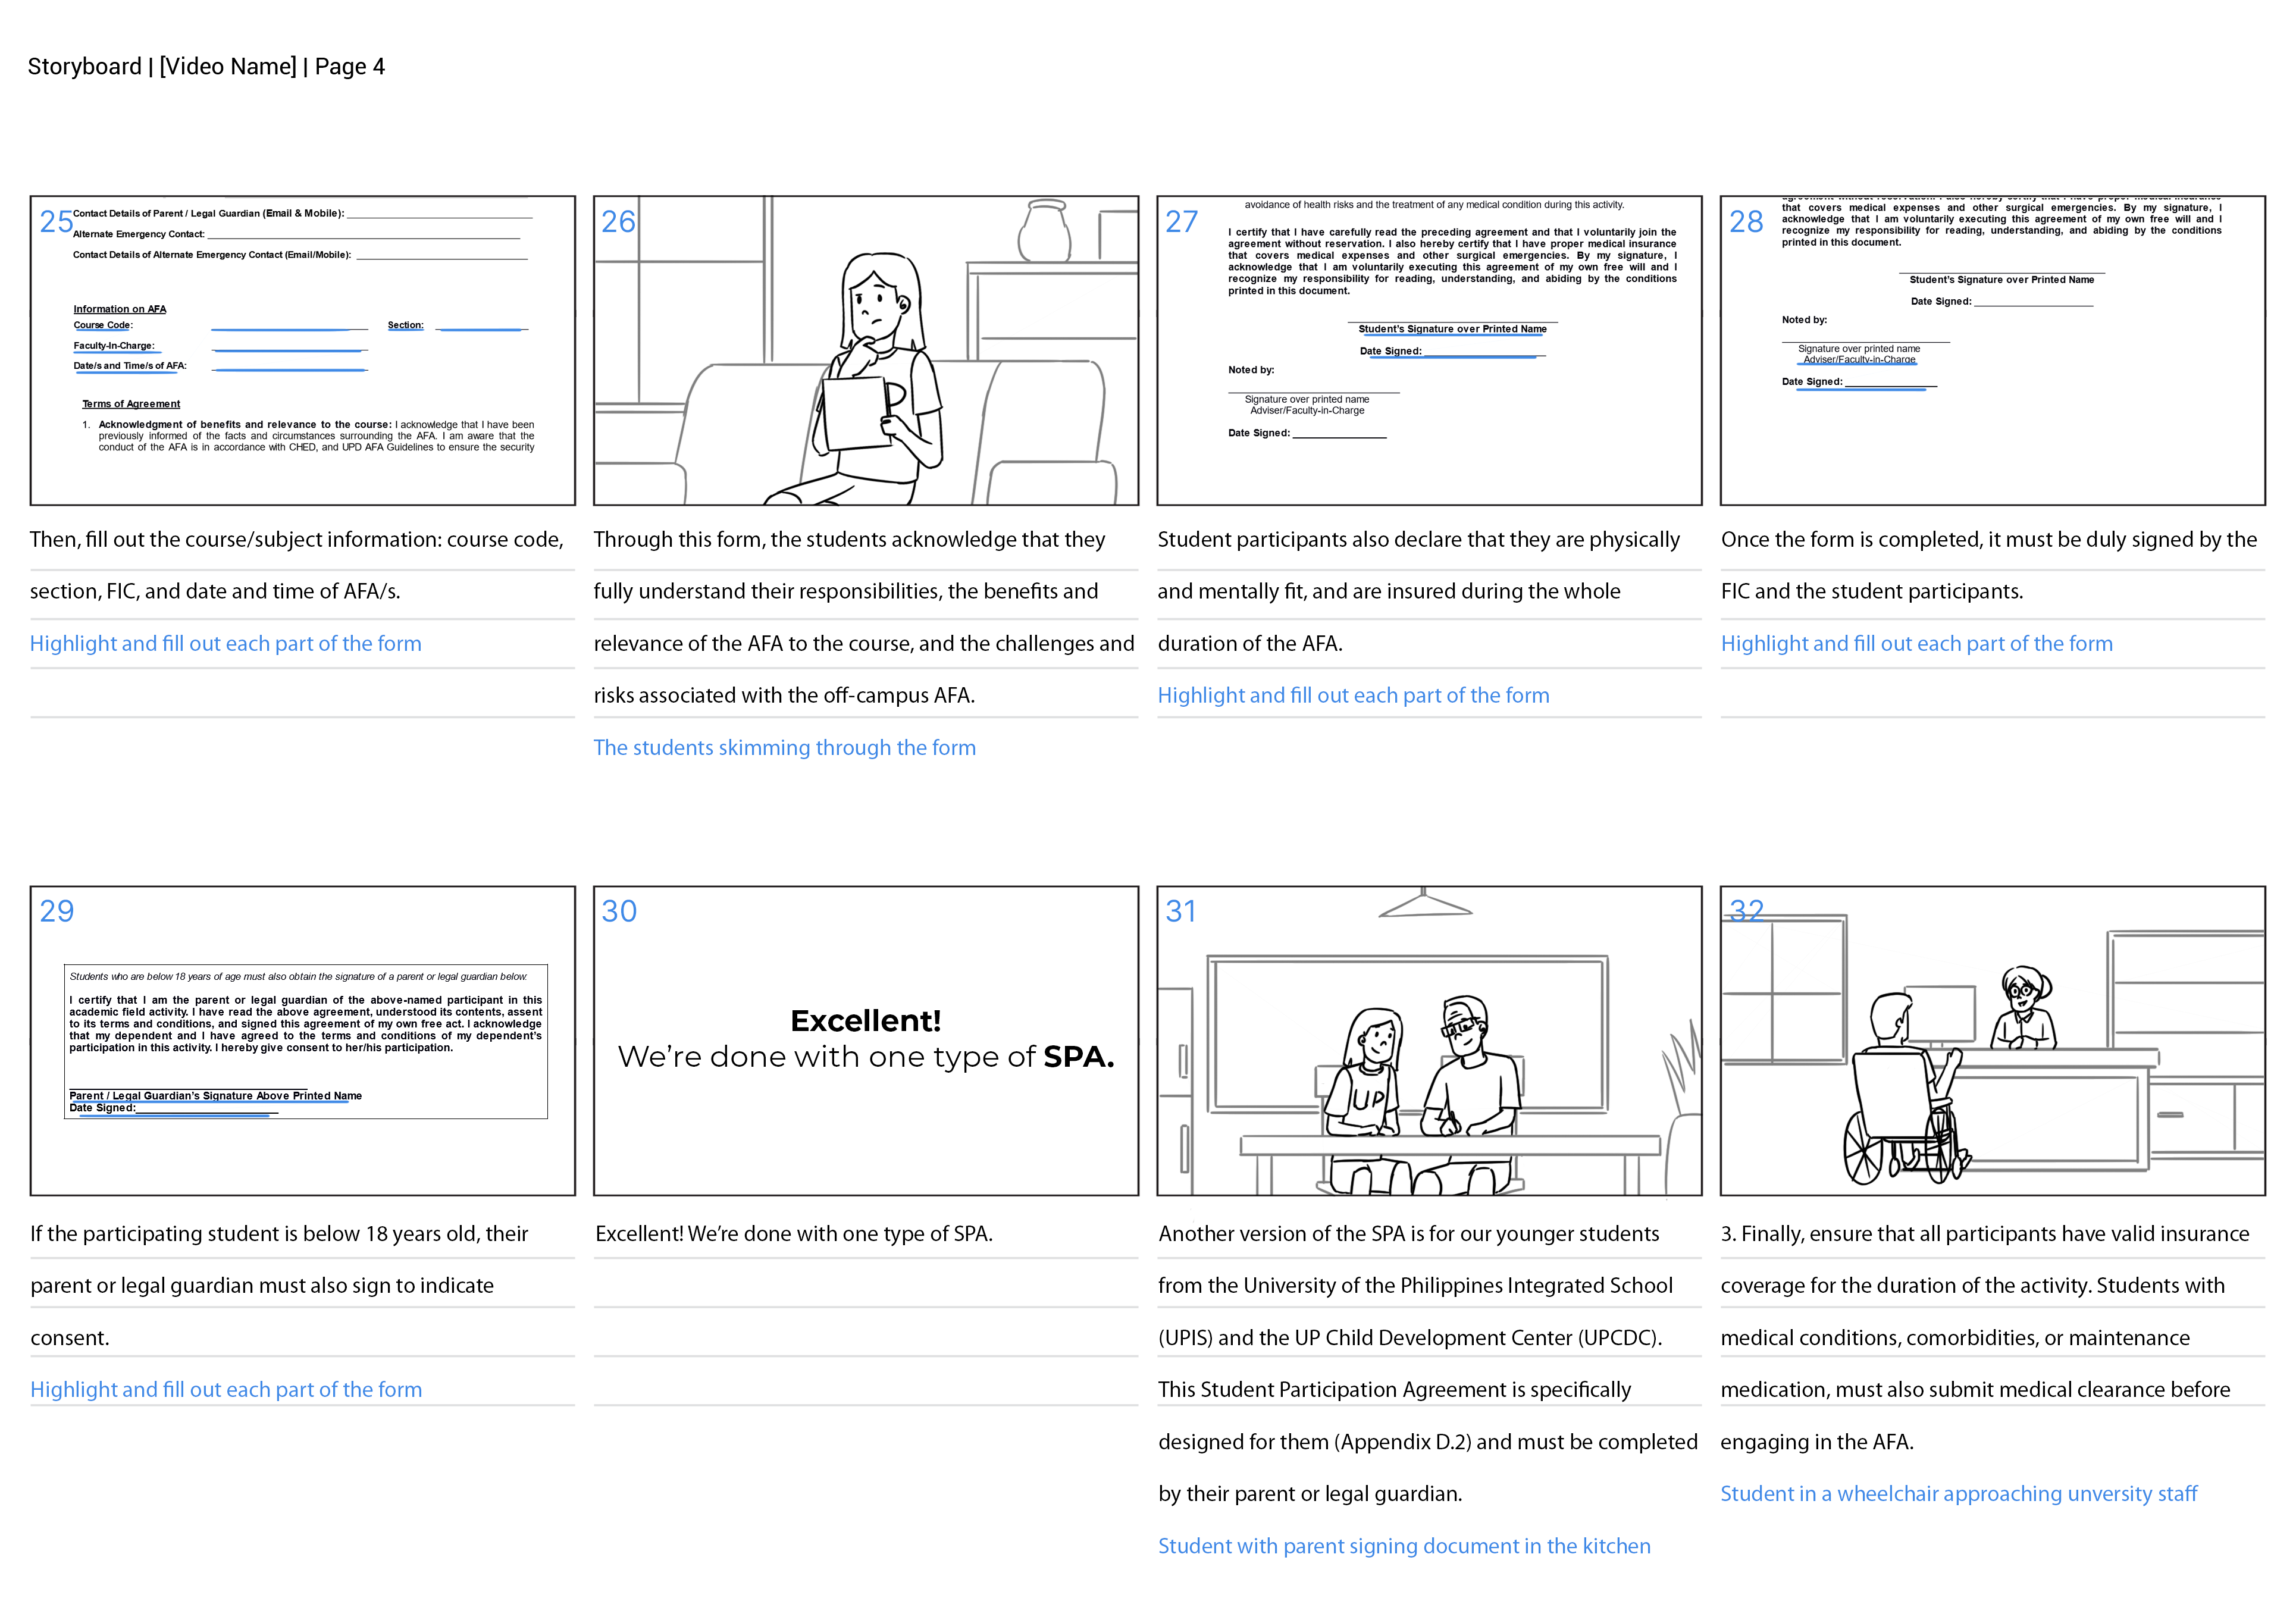 Storyboard | [Video Name] | Page 4
25
Contact Details of Parent / Legal Guardian (Email & Mobile):
Alternate Emergency Contact:
Contact Details of Alternate Emergency Contact (Email/Mobile):
Information on AFA
Course Code: Section:
Faculty-In-Charge:
Date/s and Time/s of AFA:
Terms of Agreement
1. Acknowledgment of benefits and relevance to the course: I acknowledge that I have been
previously informed of the facts and circumstances surrounding the AFA. I am aware that the
conduct of the AFA is in accordance with CHED, and UPD AFA Guidelines to ensure the security
Then, fill out the course/subject information: course code,
section, FIC, and date and time of AFA/s.
Highlight and fill out each part of the form
26
Through this form, the students acknowledge that they
fully understand their responsibilities, the benefits and
relevance of the AFA to the course, and the challenges and
risks associated with the off-campus AFA.
The students skimming through the form
27
avoidance of health risks and the treatment of any medical condition during this activity.
I certify that I have carefully read the preceding agreement and that I voluntarily join the
agreement without reservation. I also hereby certify that I have proper medical insurance
that covers medical expenses and other surgical emergencies. By my signature, I
acknowledge that I am voluntarily executing this agreement of my own free will and I
recognize my responsibility for reading, understanding, and abiding by the conditions
printed in this document.
Student's Signature over Printed Name
Date Signed:
Noted by:
Signature over printed name
Adviser/Faculty-in-Charge
Date Signed:
Student participants also declare that they are physically
and mentally fit, and are insured during the whole
duration of the AFA.
Highlight and fill out each part of the form
28
agreement without reservation. I also hereby certify that I have proper medical insurance
that covers medical expenses and other surgical emergencies. By my signature, I
acknowledge that I am voluntarily executing this agreement of my own free will and I
recognize my responsibility for reading, understanding, and abiding by the conditions
printed in this document.
Student's Signature over Printed Name
Date Signed:
Noted by:
Signature over printed name
Adviser/Faculty-in-Charge
Date Signed:
Once the form is completed, it must be duly signed by the
FIC and the student participants.
Highlight and fill out each part of the form
29
Students who are below 18 years of age must also obtain the signature of a parent or legal guardian below.
I certify that I am the parent or legal guardian of the above-named participant in this
academic field activity. I have read the above agreement, understood its contents, assent
to its terms and conditions, and signed this agreement of my own free act. I acknowledge
that my dependent and I have agreed to the terms and conditions of my dependent's
participation in this activity. I hereby give consent to her/his participation.
Parent / Legal Guardian's Signature Above Printed Name
Date Signed:
If the participating student is below 18 years old, their
parent or legal guardian must also sign to indicate
consent.
Highlight and fill out each part of the form
30
Excellent!
We're done with one type of SPA.
Excellent! We're done with one type of SPA.
31
UP
Another version of the SPA is for our younger students
from the University of the Philippines Integrated School
(UPIS) and the UP Child Development Center (UPCDC).
This Student Participation Agreement is specifically
designed for them (Appendix D.2) and must be completed
by their parent or legal guardian.
Student with parent signing document in the kitchen
32
3. Finally, ensure that all participants have valid insurance
coverage for the duration of the activity. Students with
medical conditions, comorbidities, or maintenance
medication, must also submit medical clearance before
engaging in the AFA.
Student in a wheelchair approaching unversity staff